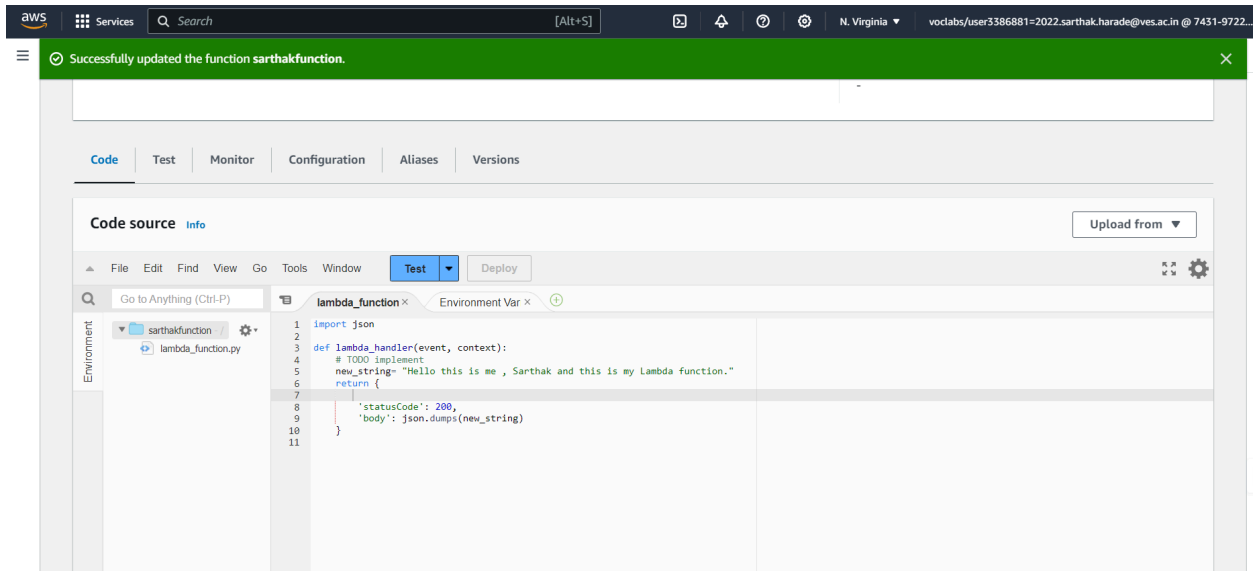 aws Services Search [Alt+S] N. Virginia ▼ voclabs/user3386881=2022.sarthak.harade@ves.ac.in @ 7431-9722...
Successfully updated the function sarthakfunction.
-
Code Test Monitor Configuration Aliases Versions
Code source Info Upload from ▼
File Edit Find View Go Tools Window Test Deploy
Go to Anything (Ctrl-P) lambda_function × Environment Var ×
Environment
sarthakfunction - /
lambda_function.py
1 import json
2
3 def lambda_handler(event, context):
4 # TODO implement
5 new_string= "Hello this is me , Sarthak and this is my Lambda function."
6 return {
7
8 'statusCode': 200,
9 'body': json.dumps(new_string)
10 }
11